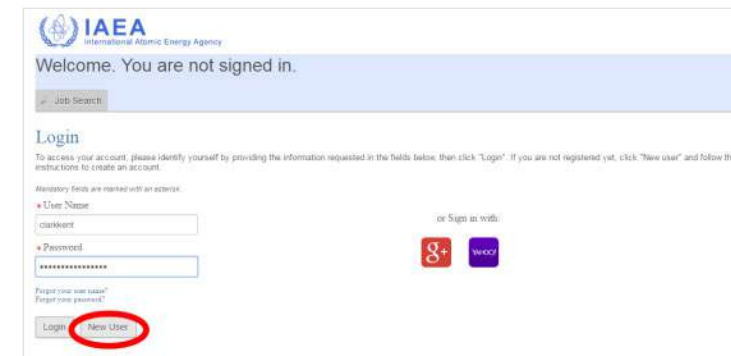 IAEA
International Atomic Energy Agency
Welcome. You are not signed in.
Job Search
Login
To access your account, please identify yourself by providing the information requested in the fields below, then click "Login". If you are not registered yet, click "New user" and follow the
instructions to create an account.
Mandatory fields are marked with an asterisk.
* User Name
clarkkent
or Sign in with:
* Password
g+ YAHOO!
****************
Forgot your user name?
Forgot your password?
Login New User